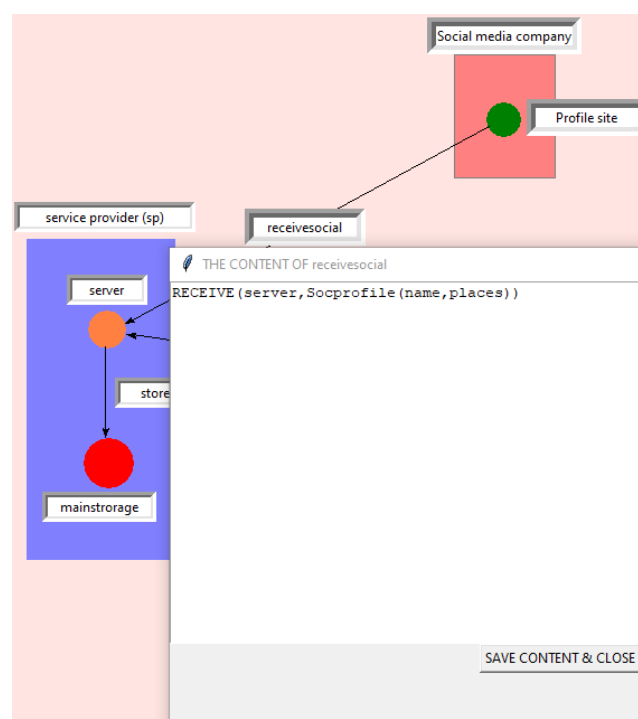 Social media company
Profile site
service provider (sp)
receivesocial
THE CONTENT OF receivesocial
server
RECEIVE(server,Socprofile(name,places))
store
mainstrorage
SAVE CONTENT & CLOSE